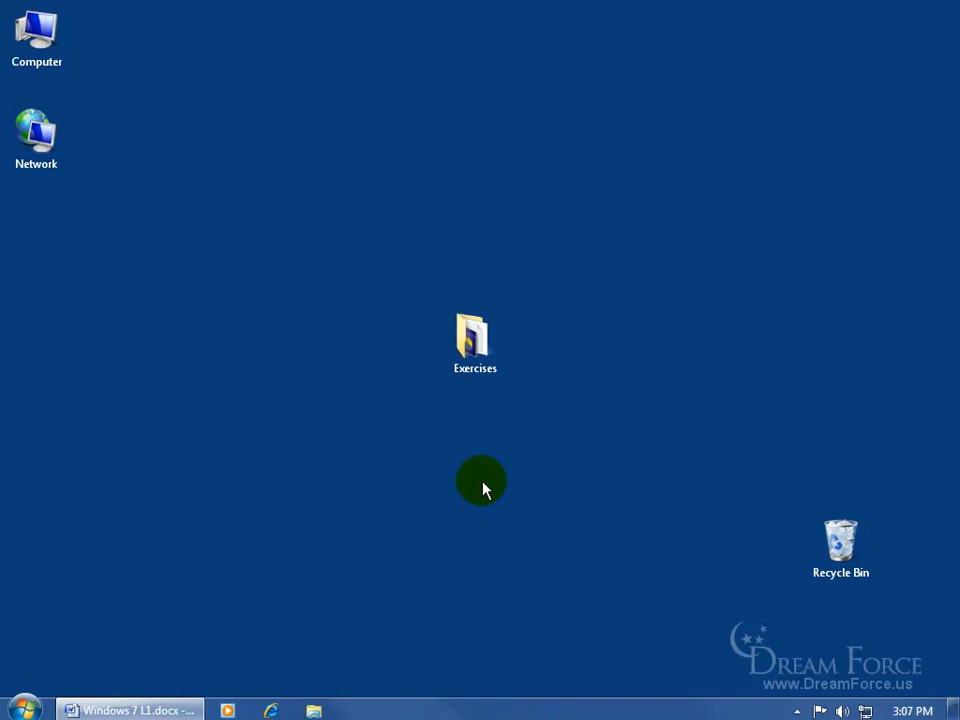 Computer
Network
Exercises
Recycle Bin
DREAM FORCE
www.DreamForce.us
Windows 7 L1.docx -...
3:07 PM